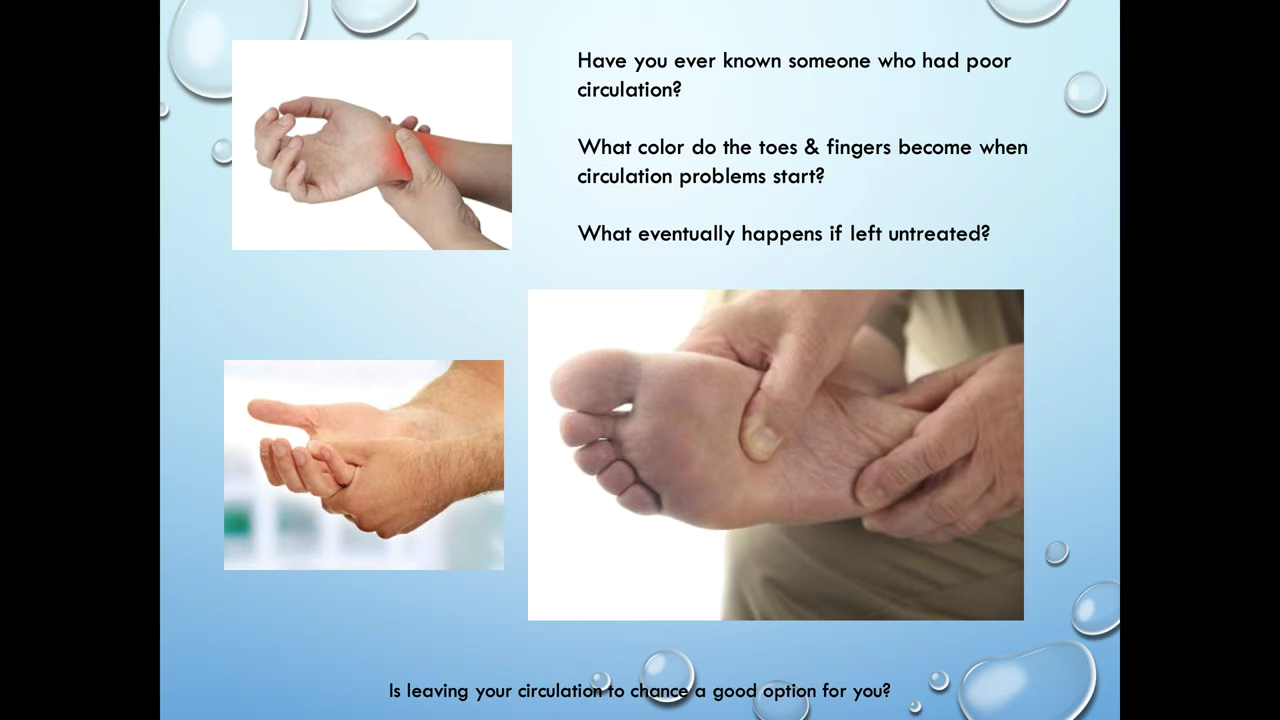 Have you ever known someone who had poor
circulation?
What color do the toes & fingers become when
circulation problems start?
What eventually happens if left untreated?
Is leaving your circulation to chance a good option for you?